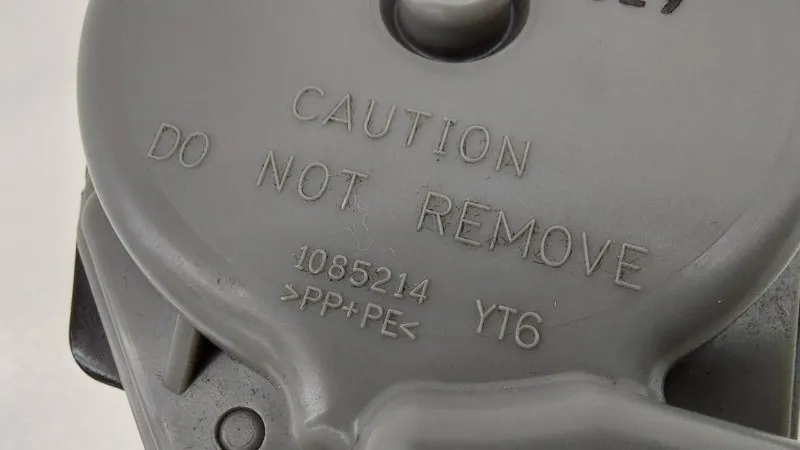 CAUTION
DO NOT REMOVE
1085214
>PP+PE< YT6